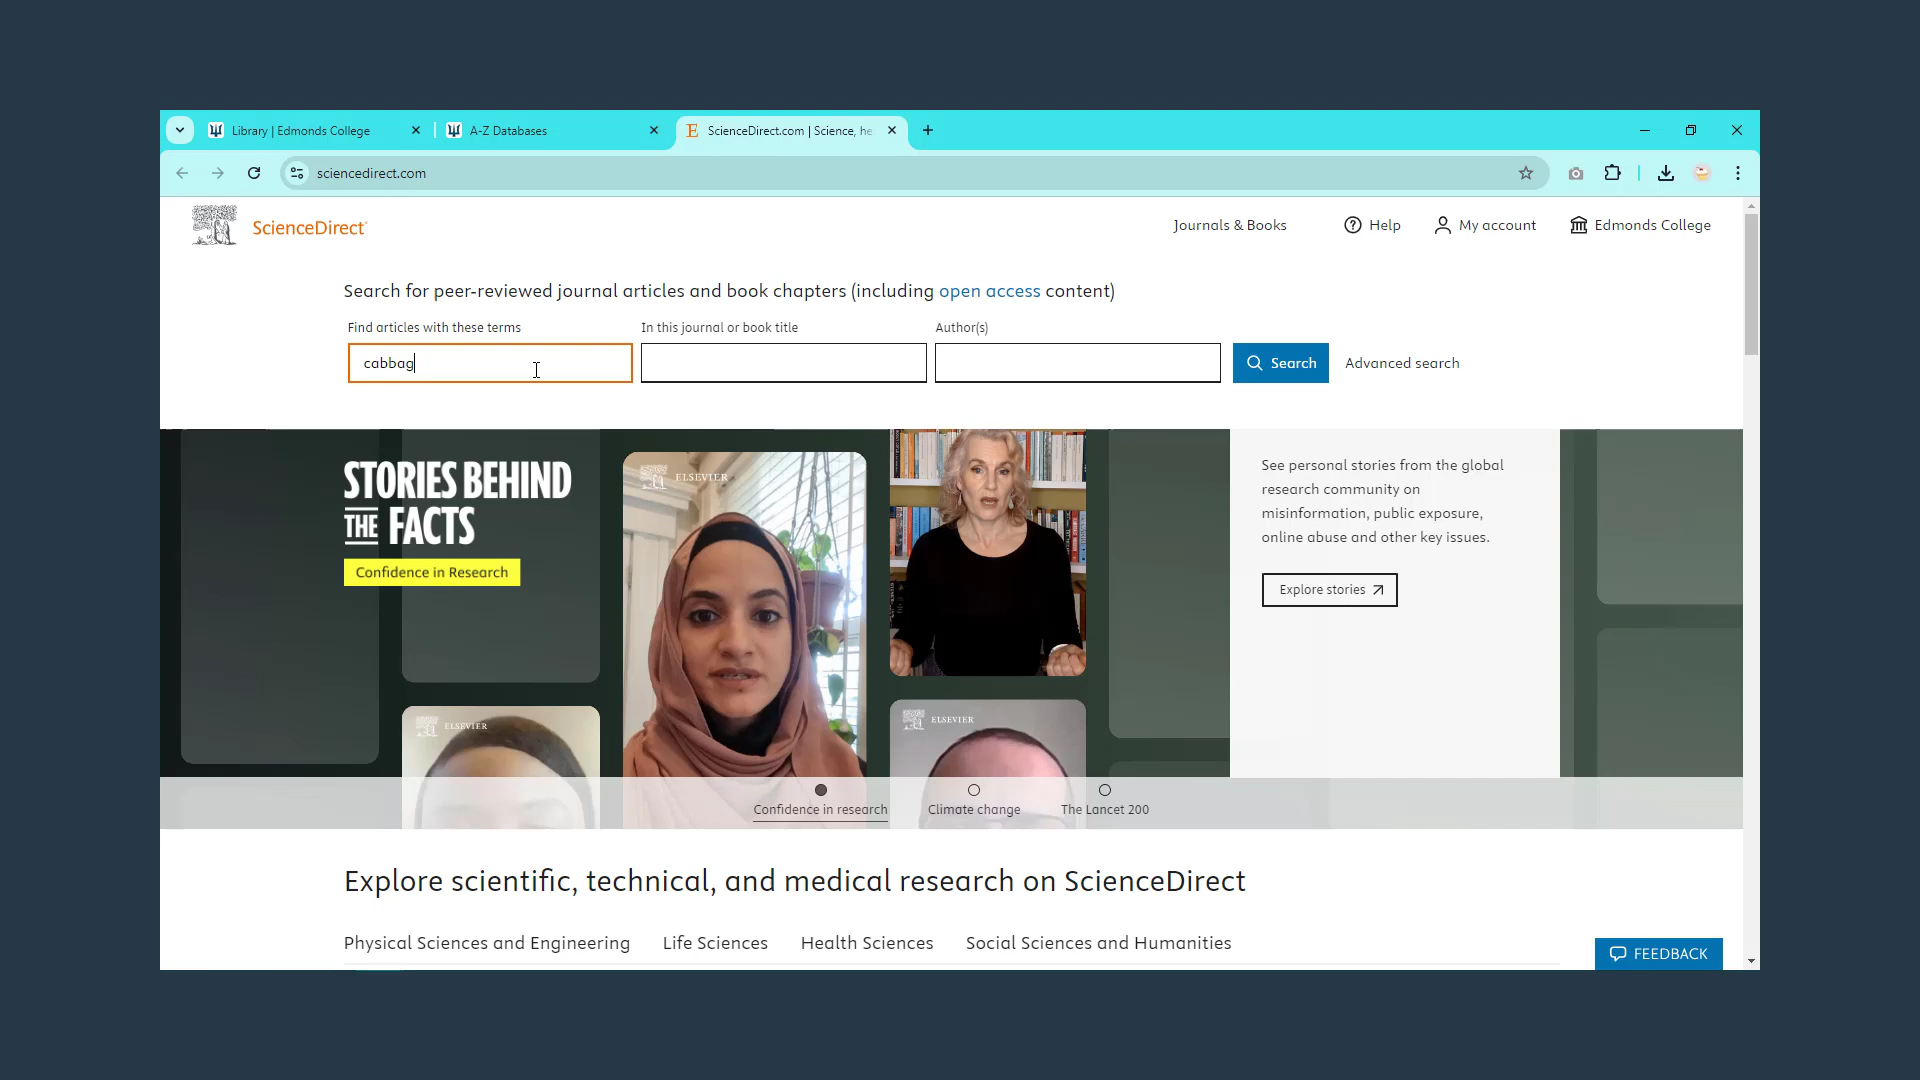 Library | Edmonds College
A-Z Databases
ScienceDirect.com | Science, he
sciencedirect.com
ScienceDirect
Journals & Books
Help
My account
Edmonds College
Search for peer-reviewed journal articles and book chapters (including open access content)
Find articles with these terms
In this journal or book title
Author(s)
cabbag
Search
Advanced search
STORIES BEHIND
THE FACTS
Confidence in Research
ELSEVIER
See personal stories from the global
research community on
misinformation, public exposure,
online abuse and other key issues.
Explore stories
ELSEVIER
ELSEVIER
Confidence in research
Climate change
The Lancet 200
Explore scientific, technical, and medical research on ScienceDirect
Physical Sciences and Engineering
Life Sciences
Health Sciences
Social Sciences and Humanities
FEEDBACK